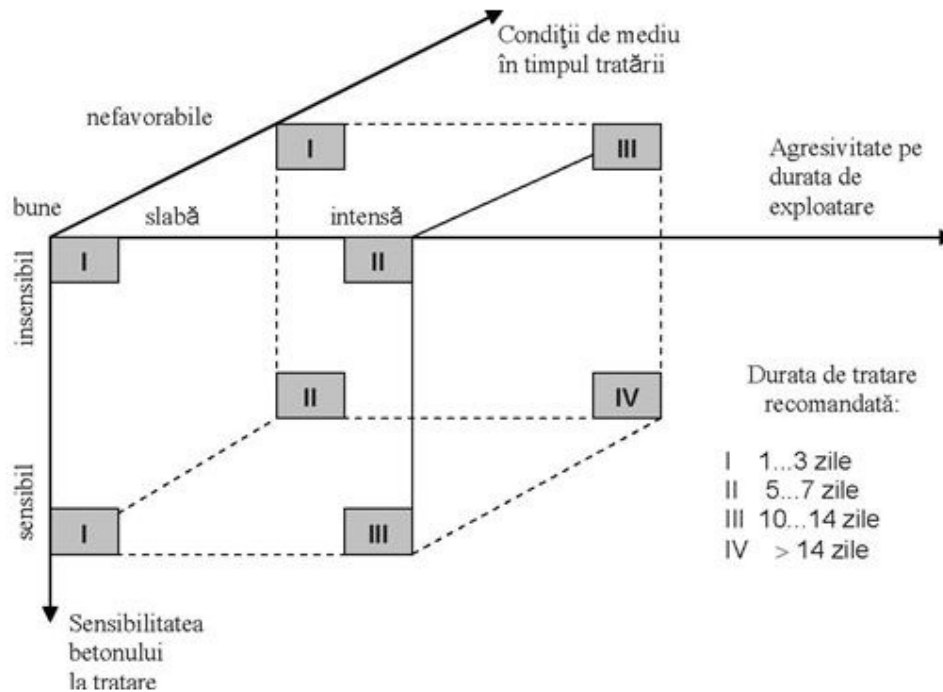 Condiţii de mediu
în timpul tratării
nefavorabile
I
III
Agresivitate pe
durata de
exploatare
bune
slabă
intensă
I
II
insensibil
II
IV
Durata de tratare
recomandată:
I 1...3 zile
II 5...7 zile
III 10...14 zile
IV > 14 zile
sensibil
I
III
Sensibilitatea
betonului
la tratare